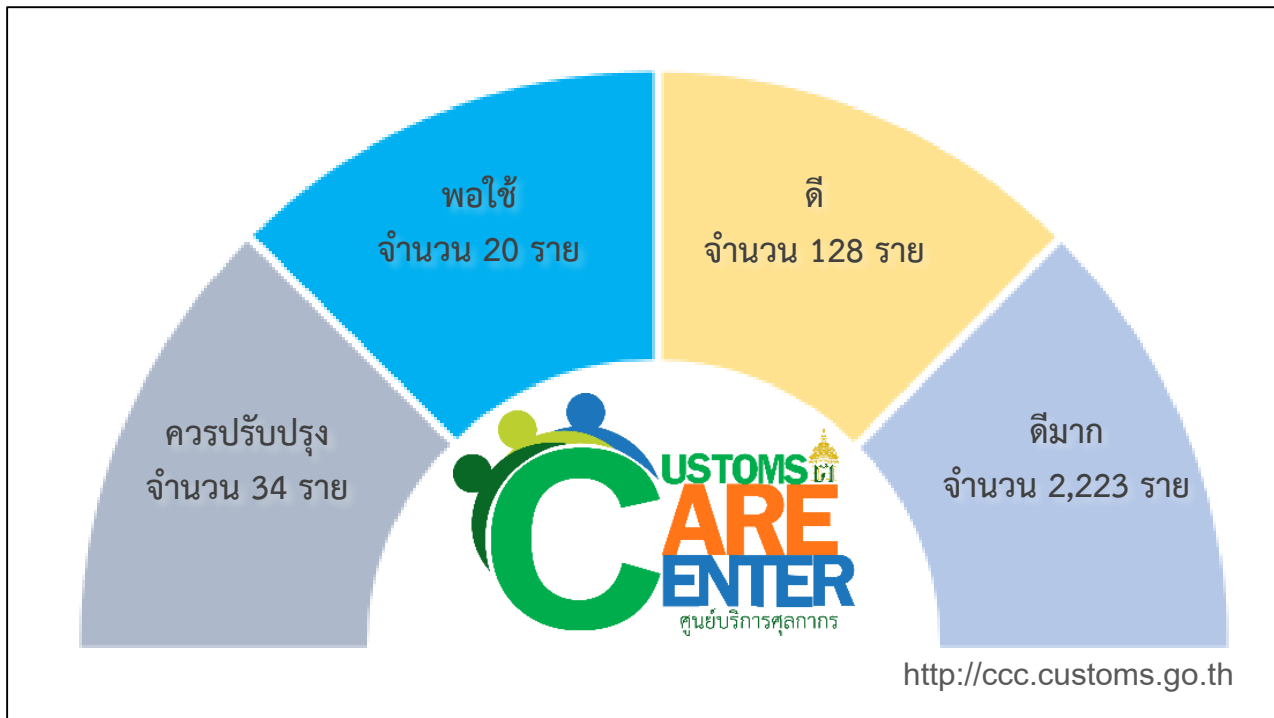 พอใช้
จำนวน 20 ราย
ดี
จำนวน 128 ราย
ควรปรับปรุง
จำนวน 34 ราย
ดีมาก
จำนวน 2,223 ราย
CUSTOMS
CARE
CENTER
ศูนย์บริการศุลกากร
http://ccc.customs.go.th